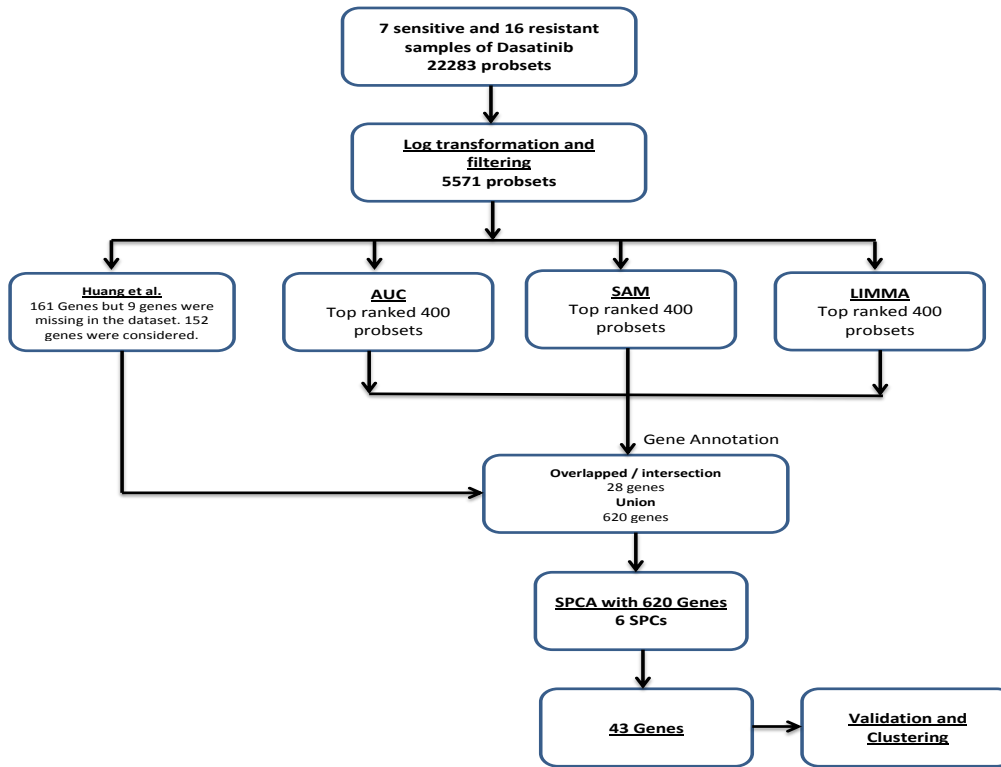 7 sensitive and 16 resistant
samples of Dasatinib
22283 probsets
Log transformation and
filtering
5571 probsets
Huang et al.
161 Genes but 9 genes were
missing in the dataset. 152
genes were considered.
AUC
Top ranked 400
probsets
SAM
Top ranked 400
probsets
LIMMA
Top ranked 400
probsets
Gene Annotation
Overlapped / intersection
28 genes
Union
620 genes
SPCA with 620 Genes
6 SPCs
43 Genes
Validation and
Clustering